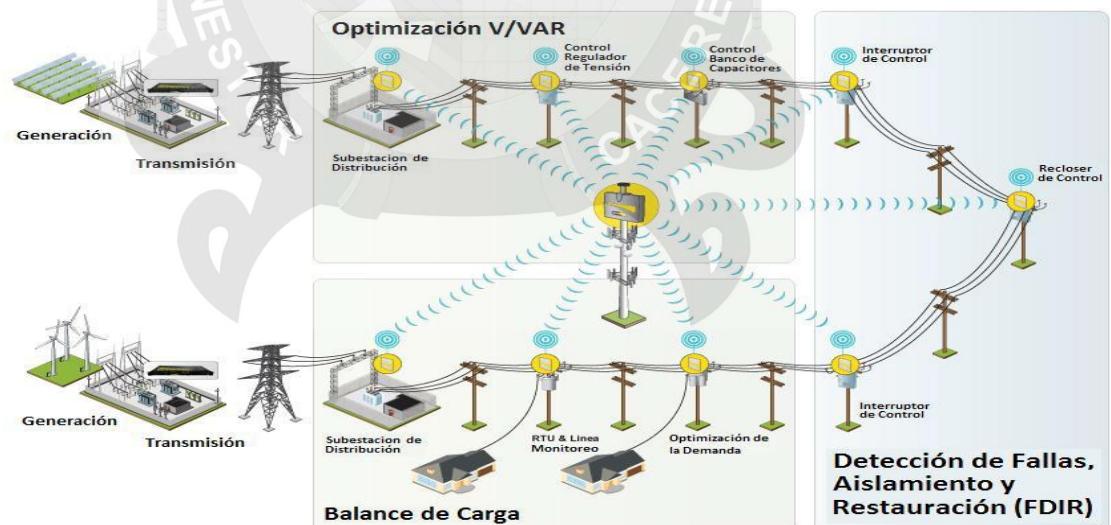 Optimización V/VAR
Control
Regulador
de Tensión
Control
Banco de
Capacitores
Interruptor
de Control
Generación
Transmisión
Subestacion de
Distribución
Recloser
de Control
Generación
Transmisión
Subestacion de
Distribución
RTU & Línea
Monitoreo
Optimización de
la Demanda
Interruptor
de Control
Balance de Carga
Detección de Fallas,
Aislamiento y
Restauración (FDIR)